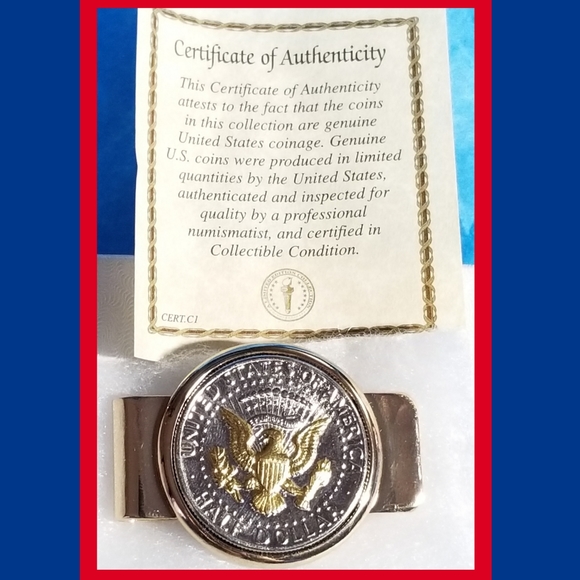 Certificate of Authenticity
This Certificate of Authenticity
attests to the fact that the coins
in this collection are genuine
United States coinage. Genuine
U.S. coins were produced in limited
quantities by the United States,
authenticated and inspected for
quality by a professional
numismatist, and certified in
Collectible Condition.
CERT.C1
UNITED STATES OF AMERICA
HALF DOLLAR